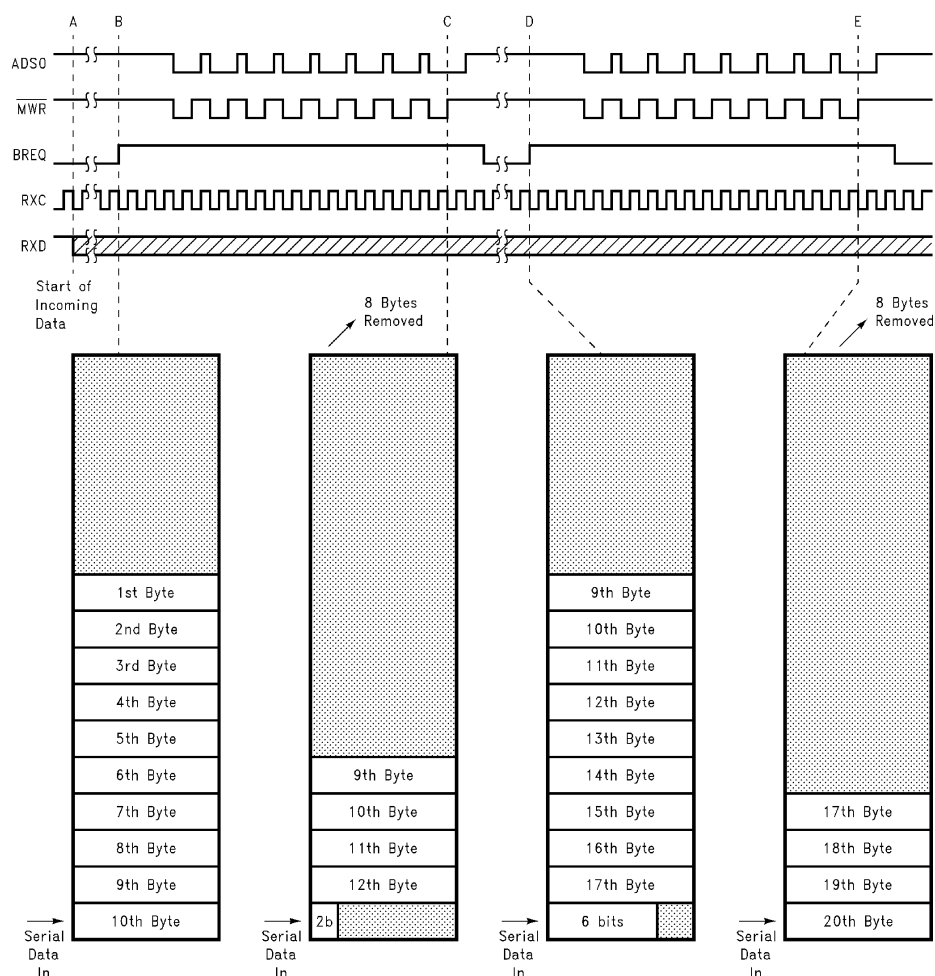 A B C D E
ADS0
MWR
BREQ
RXC
RXD
Start of
Incoming
Data
8 Bytes
Removed
8 Bytes
Removed
1st Byte
2nd Byte
3rd Byte
4th Byte
5th Byte
6th Byte
7th Byte
8th Byte
9th Byte
10th Byte
Serial
Data
In
9th Byte
10th Byte
11th Byte
12th Byte
2b
Serial
Data
In
9th Byte
10th Byte
11th Byte
12th Byte
13th Byte
14th Byte
15th Byte
16th Byte
17th Byte
6 bits
Serial
Data
In
17th Byte
18th Byte
19th Byte
20th Byte
Serial
Data
In